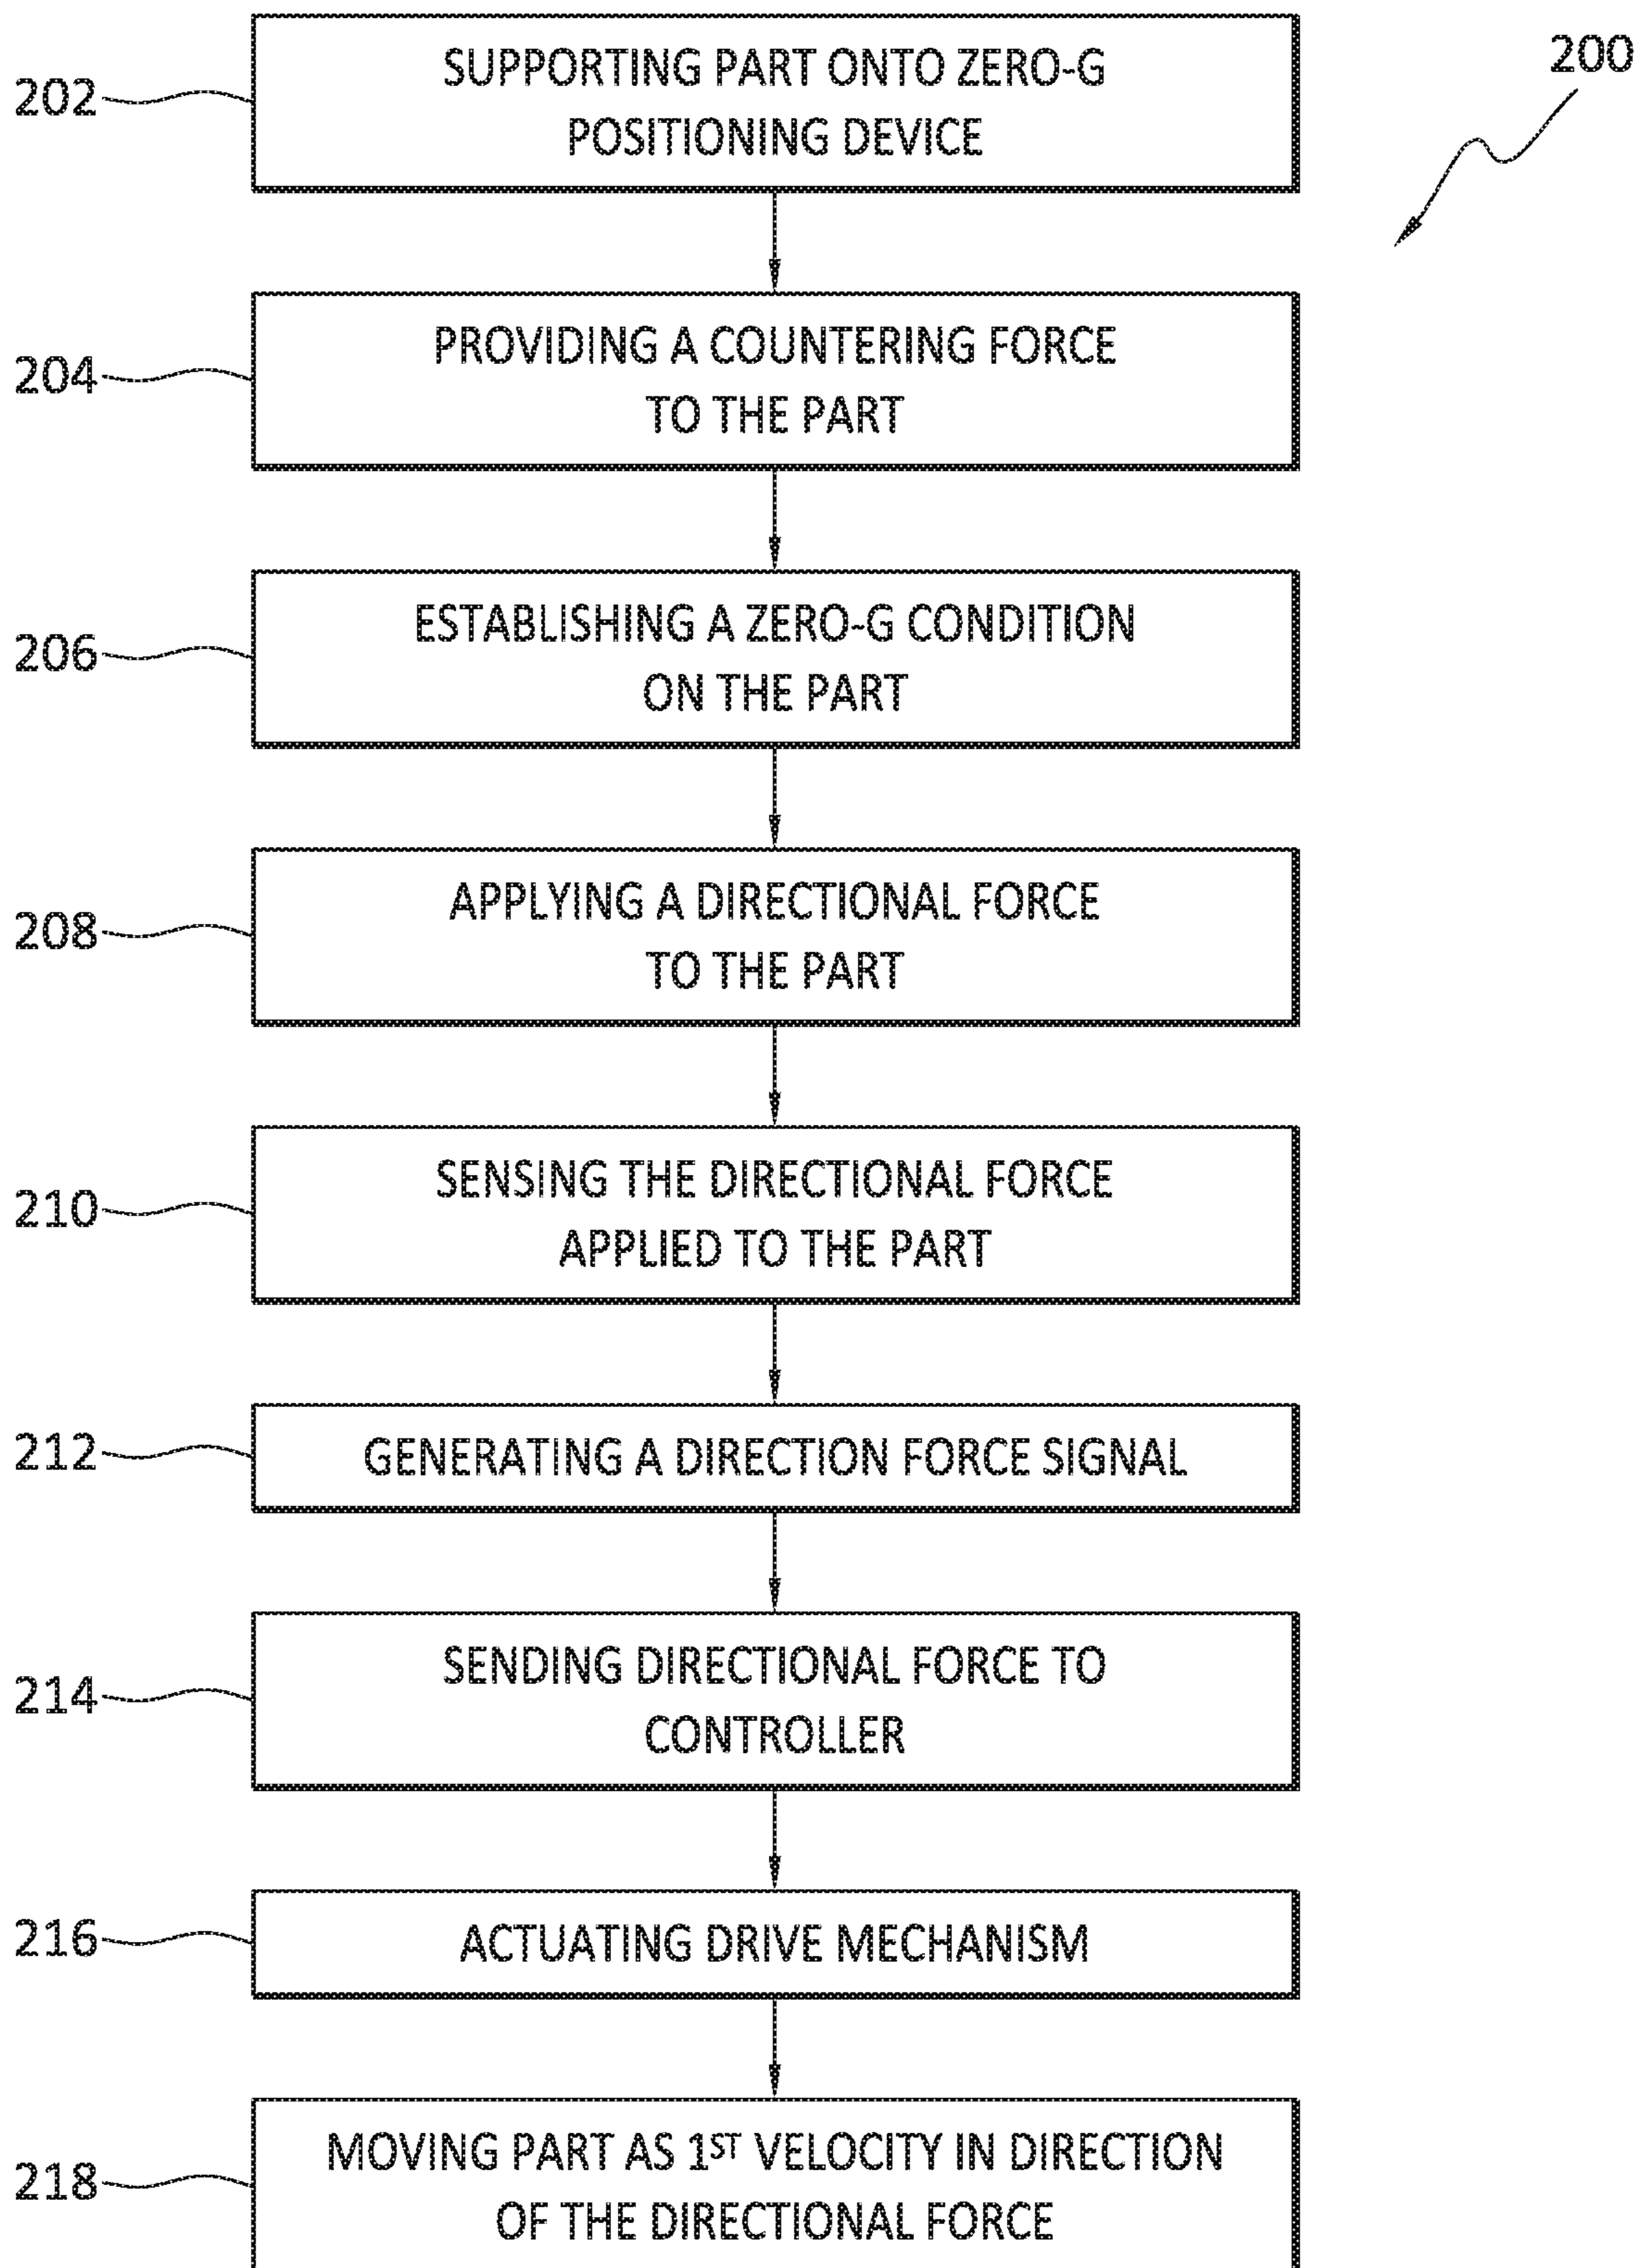 200
202
SUPPORTING PART ONTO ZERO-G
POSITIONING DEVICE
204
PROVIDING A COUNTERING FORCE
TO THE PART
206
ESTABLISHING A ZERO-G CONDITION
ON THE PART
208
APPLYING A DIRECTIONAL FORCE
TO THE PART
210
SENSING THE DIRECTIONAL FORCE
APPLIED TO THE PART
212
GENERATING A DIRECTION FORCE SIGNAL
214
SENDING DIRECTIONAL FORCE TO
CONTROLLER
216
ACTUATING DRIVE MECHANISM
218
MOVING PART AS 1ST VELOCITY IN DIRECTION
OF THE DIRECTIONAL FORCE